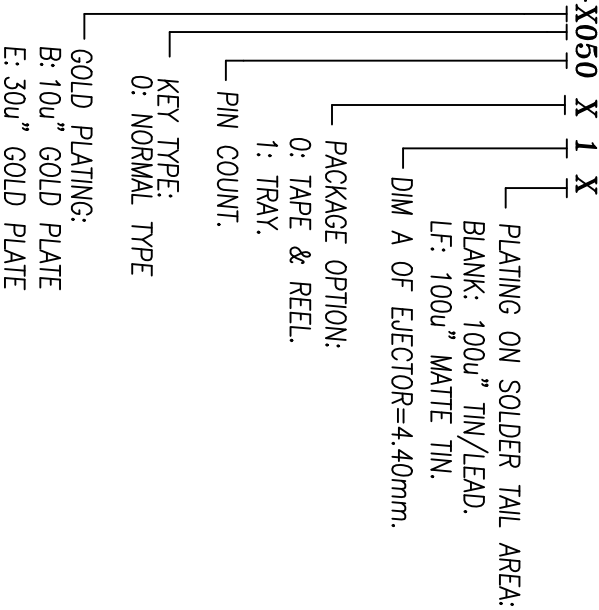 -X050 X 1 X
PLATING ON SOLDER TAIL AREA:
BLANK: 100u" TIN/LEAD.
LF: 100u" MATTE TIN.
DIM A OF EJECTOR=4.40mm.
PACKAGE OPTION:
0: TAPE & REEL.
1: TRAY.
PIN COUNT.
KEY TYPE:
0: NORMAL TYPE
GOLD PLATING:
B: 10u" GOLD PLATE
E: 30u" GOLD PLATE